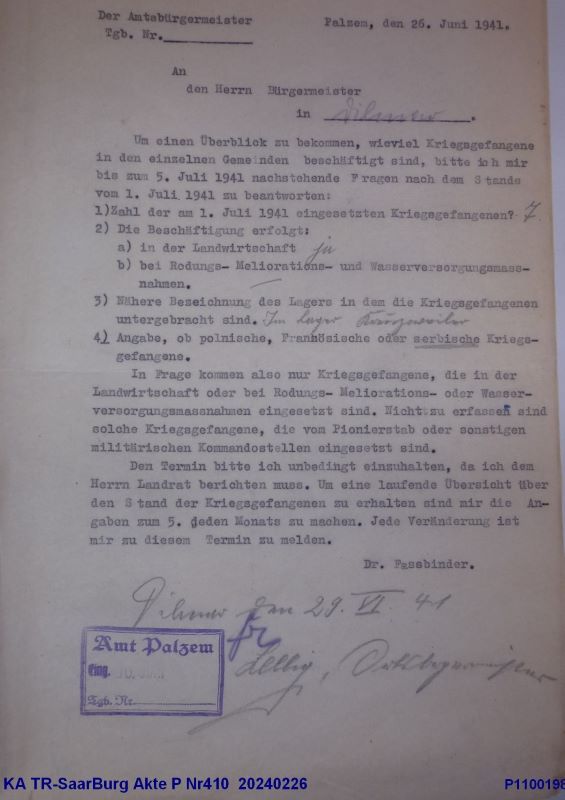 Der Amtsbürgermeister
Palzem, den 26. Juni 1941.
Tgb. Nr.
An
den Herrn Bürgermeister
in Dilmar.
Um einen Überblick zu bekommen, wieviel Kriegsgefangene
in den einzelnen Gemeinden beschäftigt sind, bitte ich mir
bis zum 5. Juli 1941 nachstehende Fragen nach dem Stande
vom 1. Juli 1941 zu beantworten:
1)Zahl der am 1. Juli 1941 eingesetzten Kriegsgefangenen? 7.
2) Die Beschäftigung erfolgt:
a) in der Landwirtschaft ja
b) bei Rodungs- Meliorations- und Wasserversorgungsmass-
nahmen. —
3) Nähere Bezeichnung des Lagers in dem die Kriegsgefangenen
untergebracht sind. Im Lager
4) Angabe, ob polnische, Franhösische oder serbische Kriegs-
gefangene.
In Frage kommen also nur Kriegsgefangene, die in der
Landwirtschaft oder bei Rodungs- Meliorations- oder Wasser-
versorgungsmassnahmen eingesetzt sind. Nicht zu erfassen sind
solche Kriegsgefangene, die vom Pionierstab oder sonstigen
militärischen Kommandostellen eingesetzt sind.
Den Termin bitte ich unbedingt einzuhalten, da ich dem
Herrn Landrat berichten muss. Um eine laufende Übersicht über
den Stand der Kriegsgefangenen zu erhalten sind mir die An-
gaben zum 5. jeden Monats zu machen. Jede Veränderung ist
mir zu diesem Termin zu melden.
Dr. Fassbinder.
Dilmar den 29. VI. 41
Amt Palzem
Eing.
Tgb. Nr.
KA TR-SaarBurg Akte P Nr410 20240226
P1100198